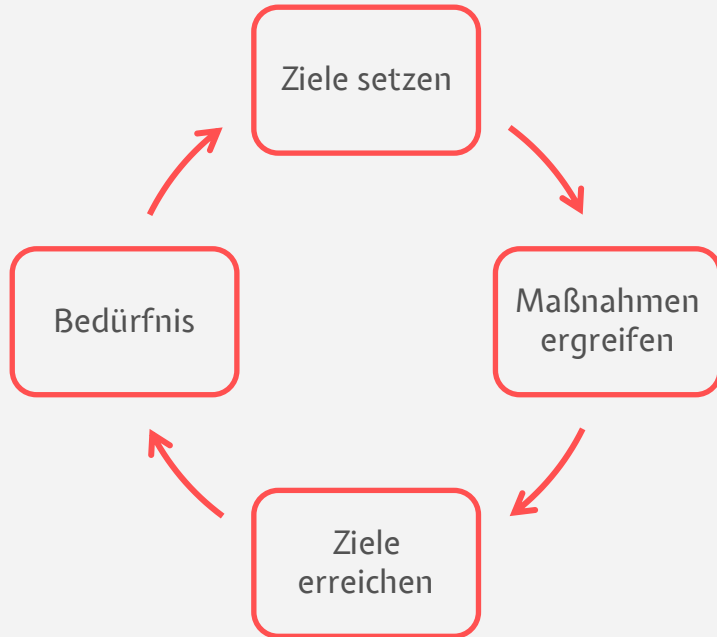 Ziele setzen
Maßnahmen
ergreifen
Ziele
erreichen
Bedürfnis